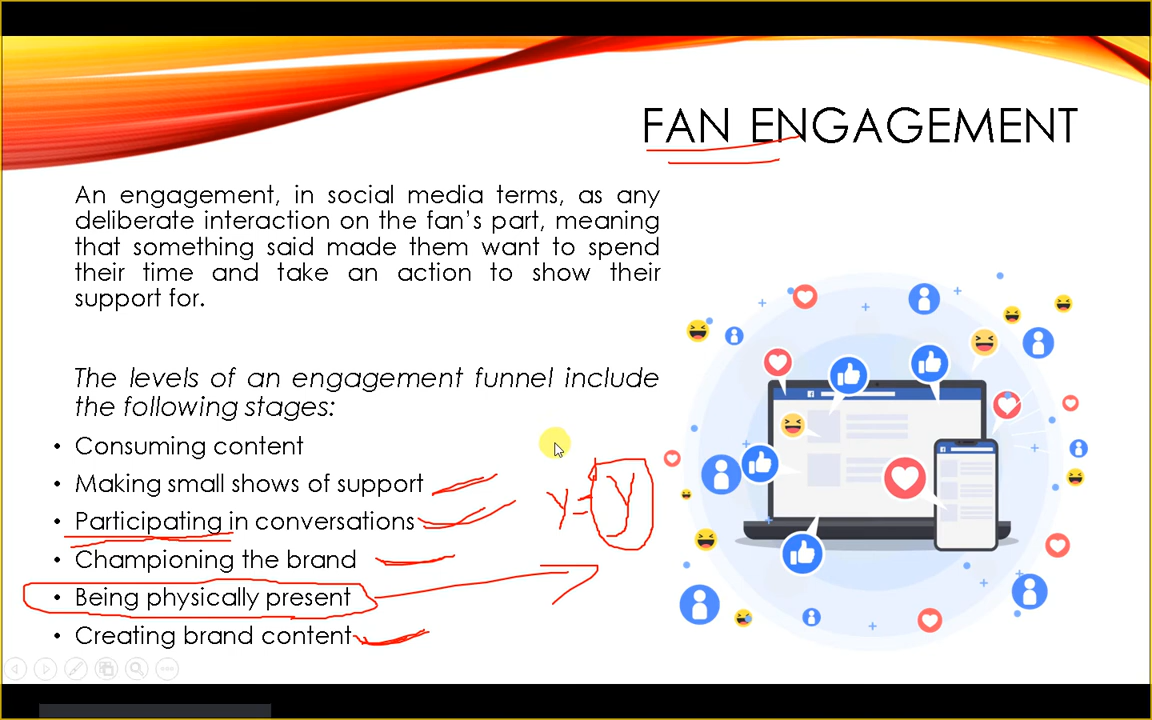 FAN ENGAGEMENT
An engagement, in social media terms, as any
deliberate interaction on the fan's part, meaning
that something said made them want to spend
their time and take an action to show their
support for.
The levels of an engagement funnel include
the following stages:
• Consuming content
• Making small shows of support
• Participating in conversations
• Championing the brand
• Being physically present
• Creating brand content
y = y